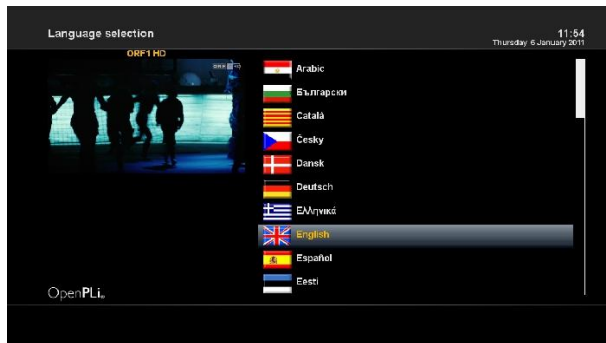 Language selection
11:54
Thursday 6 January 2011
ORF1 HD
Arabic
Български
Català
Česky
Dansk
Deutsch
Ελληνικά
English
Español
Eesti
OpenPLi®